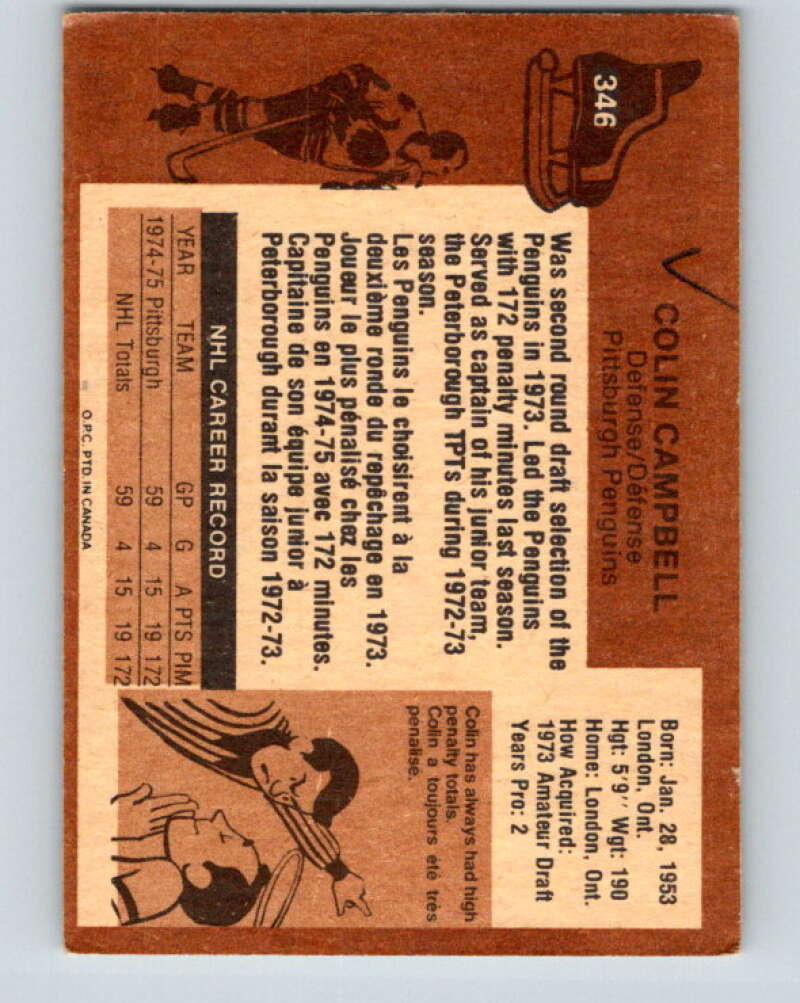 346
COLIN CAMPBELL
Defense/Défense
Pittsburgh Penguins
Was second round draft selection of the
Penguins in 1973. Led the Penguins
with 172 penalty minutes last season.
Served as captain of his junior team,
the Peterborough TPTs during 1972-73
season.
Les Penguins le choisirent à la
deuxième ronde du repêchage en 1973.
Joueur le plus pénalisé chez les
Penguins en 1974-75 avec 172 minutes.
Capitaine de son équipe junior à
Peterborough durant la saison 1972-73.
NHL CAREER RECORD
YEAR TEAM GP G A PTS PIM
1974-75 Pittsburgh 59 4 15 19 172
NHL Totals 59 4 15 19 172
O.P.C. PTD. IN CANADA
Born: Jan. 28, 1953
London, Ont.
Hgt: 5'9'' Wgt: 190
Home: London, Ont.
How Acquired:
1973 Amateur Draft
Years Pro: 2
Colin has always had high
penalty totals.
Colin a toujours eté très
penalise.